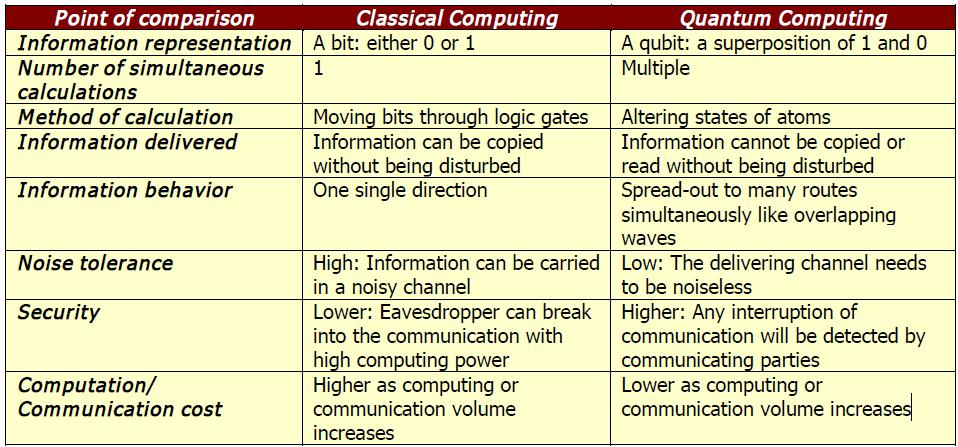 Point of comparison Classical Computing Quantum Computing
Information representation A bit: either 0 or 1 A qubit: a superposition of 1 and 0
Number of simultaneous
calculations
1
Multiple
Method of calculation Moving bits through logic gates Altering states of atoms
Information delivered
Information can be copied
without being disturbed
Information cannot be copied or
read without being disturbed
Information behavior
One single direction
Spread-out to many routes
simultaneously like overlapping
waves
Noise tolerance
High: Information can be carried
in a noisy channel
Low: The delivering channel needs
to be noiseless
Security
Lower: Eavesdropper can break
into the communication with
high computing power
Higher: Any interruption of
communication will be detected by
communicating parties
Computation/
Communication cost
Higher as computing or
communication volume
increases
Lower as computing or
communication volume increases